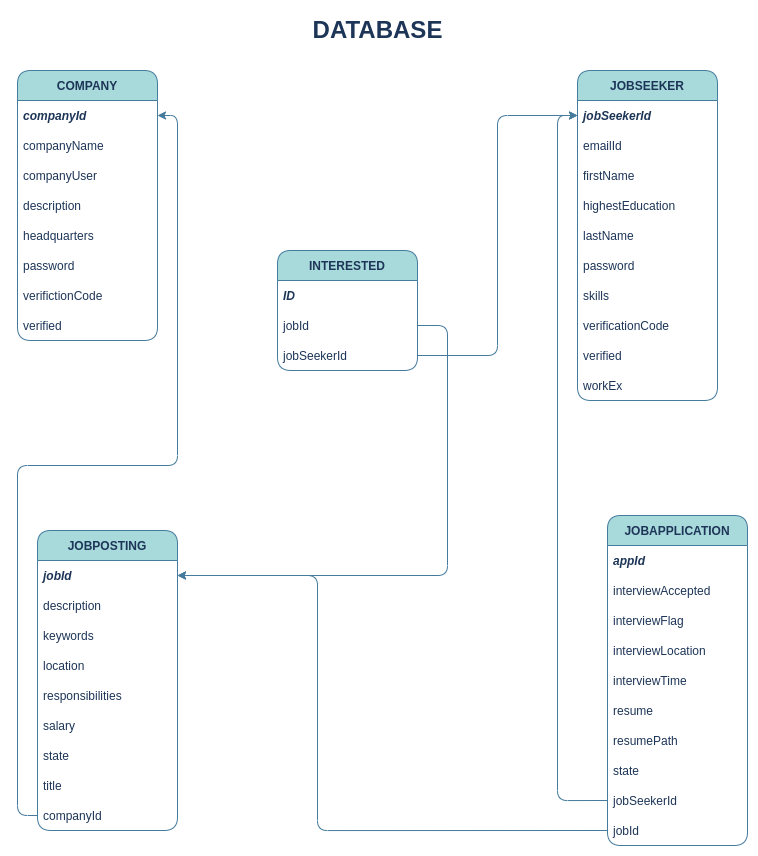 DATABASE
COMPANY
companyId
companyName
companyUser
description
headquarters
password
verifictionCode
verified
JOBSEEKER
jobSeekerId
emailId
firstName
highestEducation
lastName
password
skills
verificationCode
verified
workEx
INTERESTED
ID
jobId
jobSeekerId
JOBPOSTING
jobId
description
keywords
location
responsibilities
salary
state
title
companyId
JOBAPPLICATION
appId
interviewAccepted
interviewFlag
interviewLocation
interviewTime
resume
resumePath
state
jobSeekerId
jobId